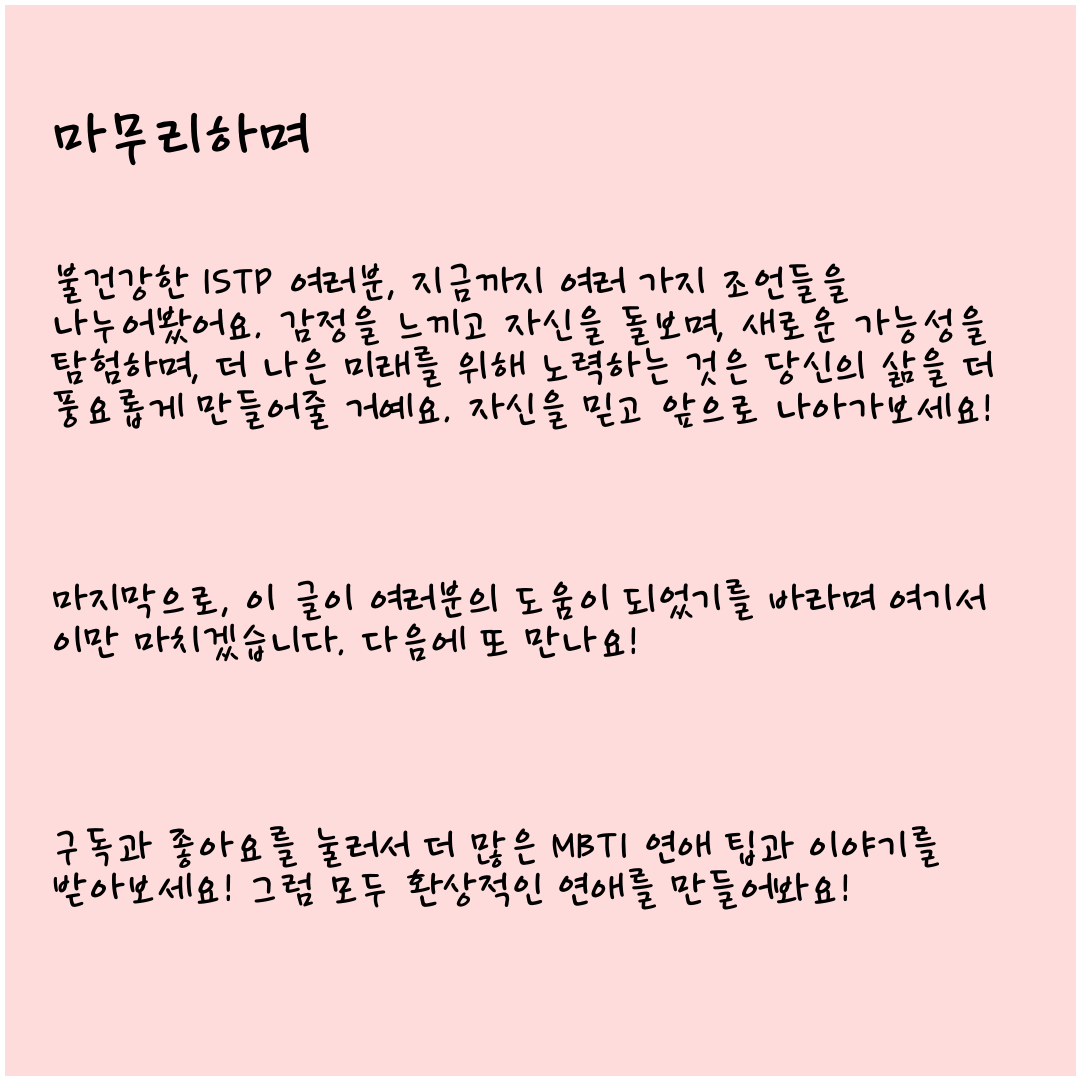 마무리하며
불건강한 ISTP 여러분, 지금까지 여러 가지 조언들을
나누어봤어요. 감정을 느끼고 자신을 돌보며, 새로운 가능성을
탐험하며, 더 나은 미래를 위해 노력하는 것은 당신의 삶을 더
풍요롭게 만들어줄 거예요. 자신을 믿고 앞으로 나아가보세요!
마지막으로, 이 글이 여러분의 도움이 되었기를 바라며 여기서
이만 마치겠습니다. 다음에 또 만나요!
구독과 좋아요를 눌러서 더 많은 MBTI 연애 팁과 이야기를
받아보세요! 그럼 모두 환상적인 연애를 만들어봐요!